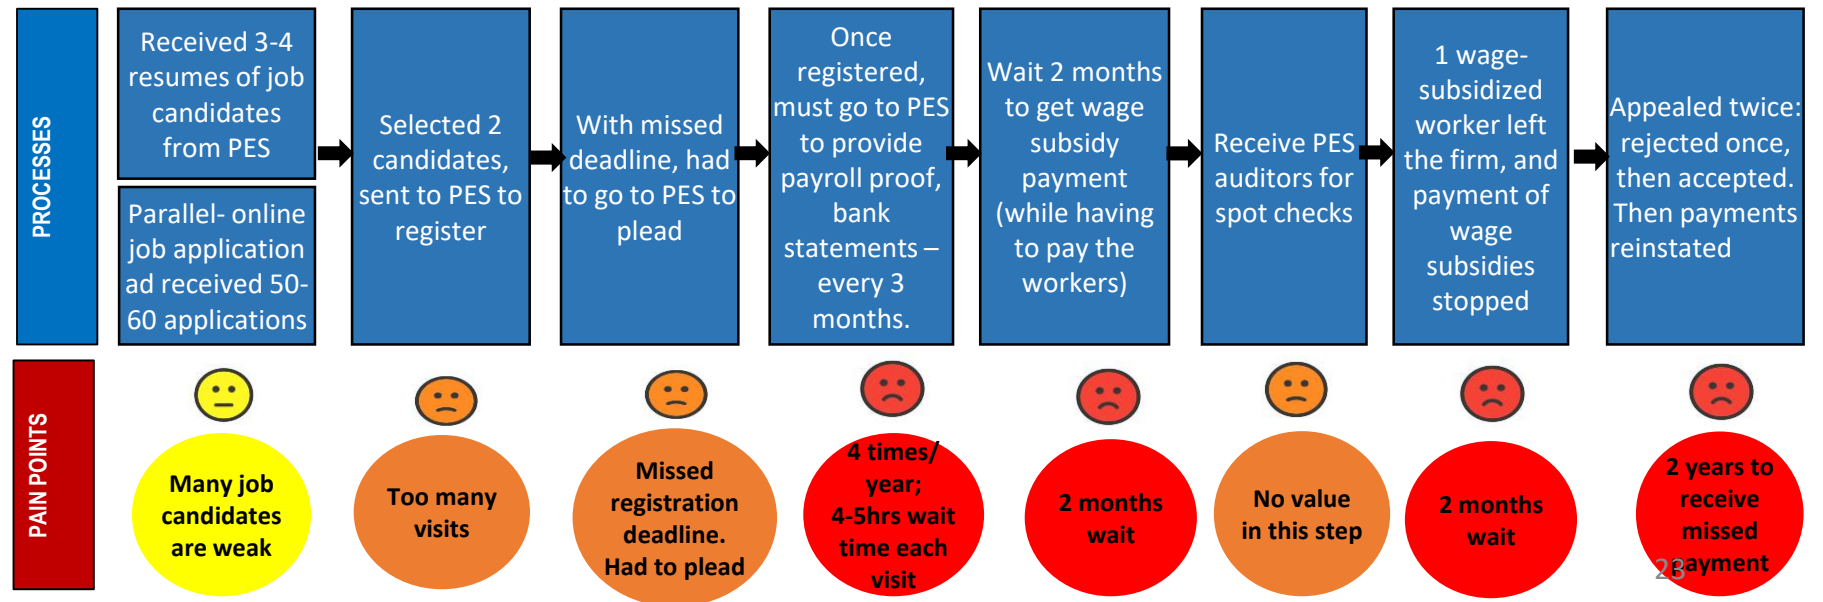 PROCESSES
Received 3-4
resumes of job
candidates
from PES
Parallel- online
job application
ad received 50-
60 applications
Selected 2
candidates,
sent to PES to
register
With missed
deadline, had
to go to PES to
plead
Once
registered,
must go to PES
to provide
payroll proof,
bank
statements –
every 3
months.
Wait 2 months
to get wage
subsidy
payment
(while having
to pay the
workers)
Receive PES
auditors for
spot checks
1 wage-
subsidized
worker left
the firm, and
payment of
wage
subsidies
stopped
Appealed twice:
rejected once,
then accepted.
Then payments
reinstated
PAIN POINTS
Many job
candidates
are weak
Too many
visits
Missed
registration
deadline.
Had to plead
4 times/
year;
4-5hrs wait
time each
visit
2 months
wait
No value
in this step
2 months
wait
2 years to
receive
missed
payment
23